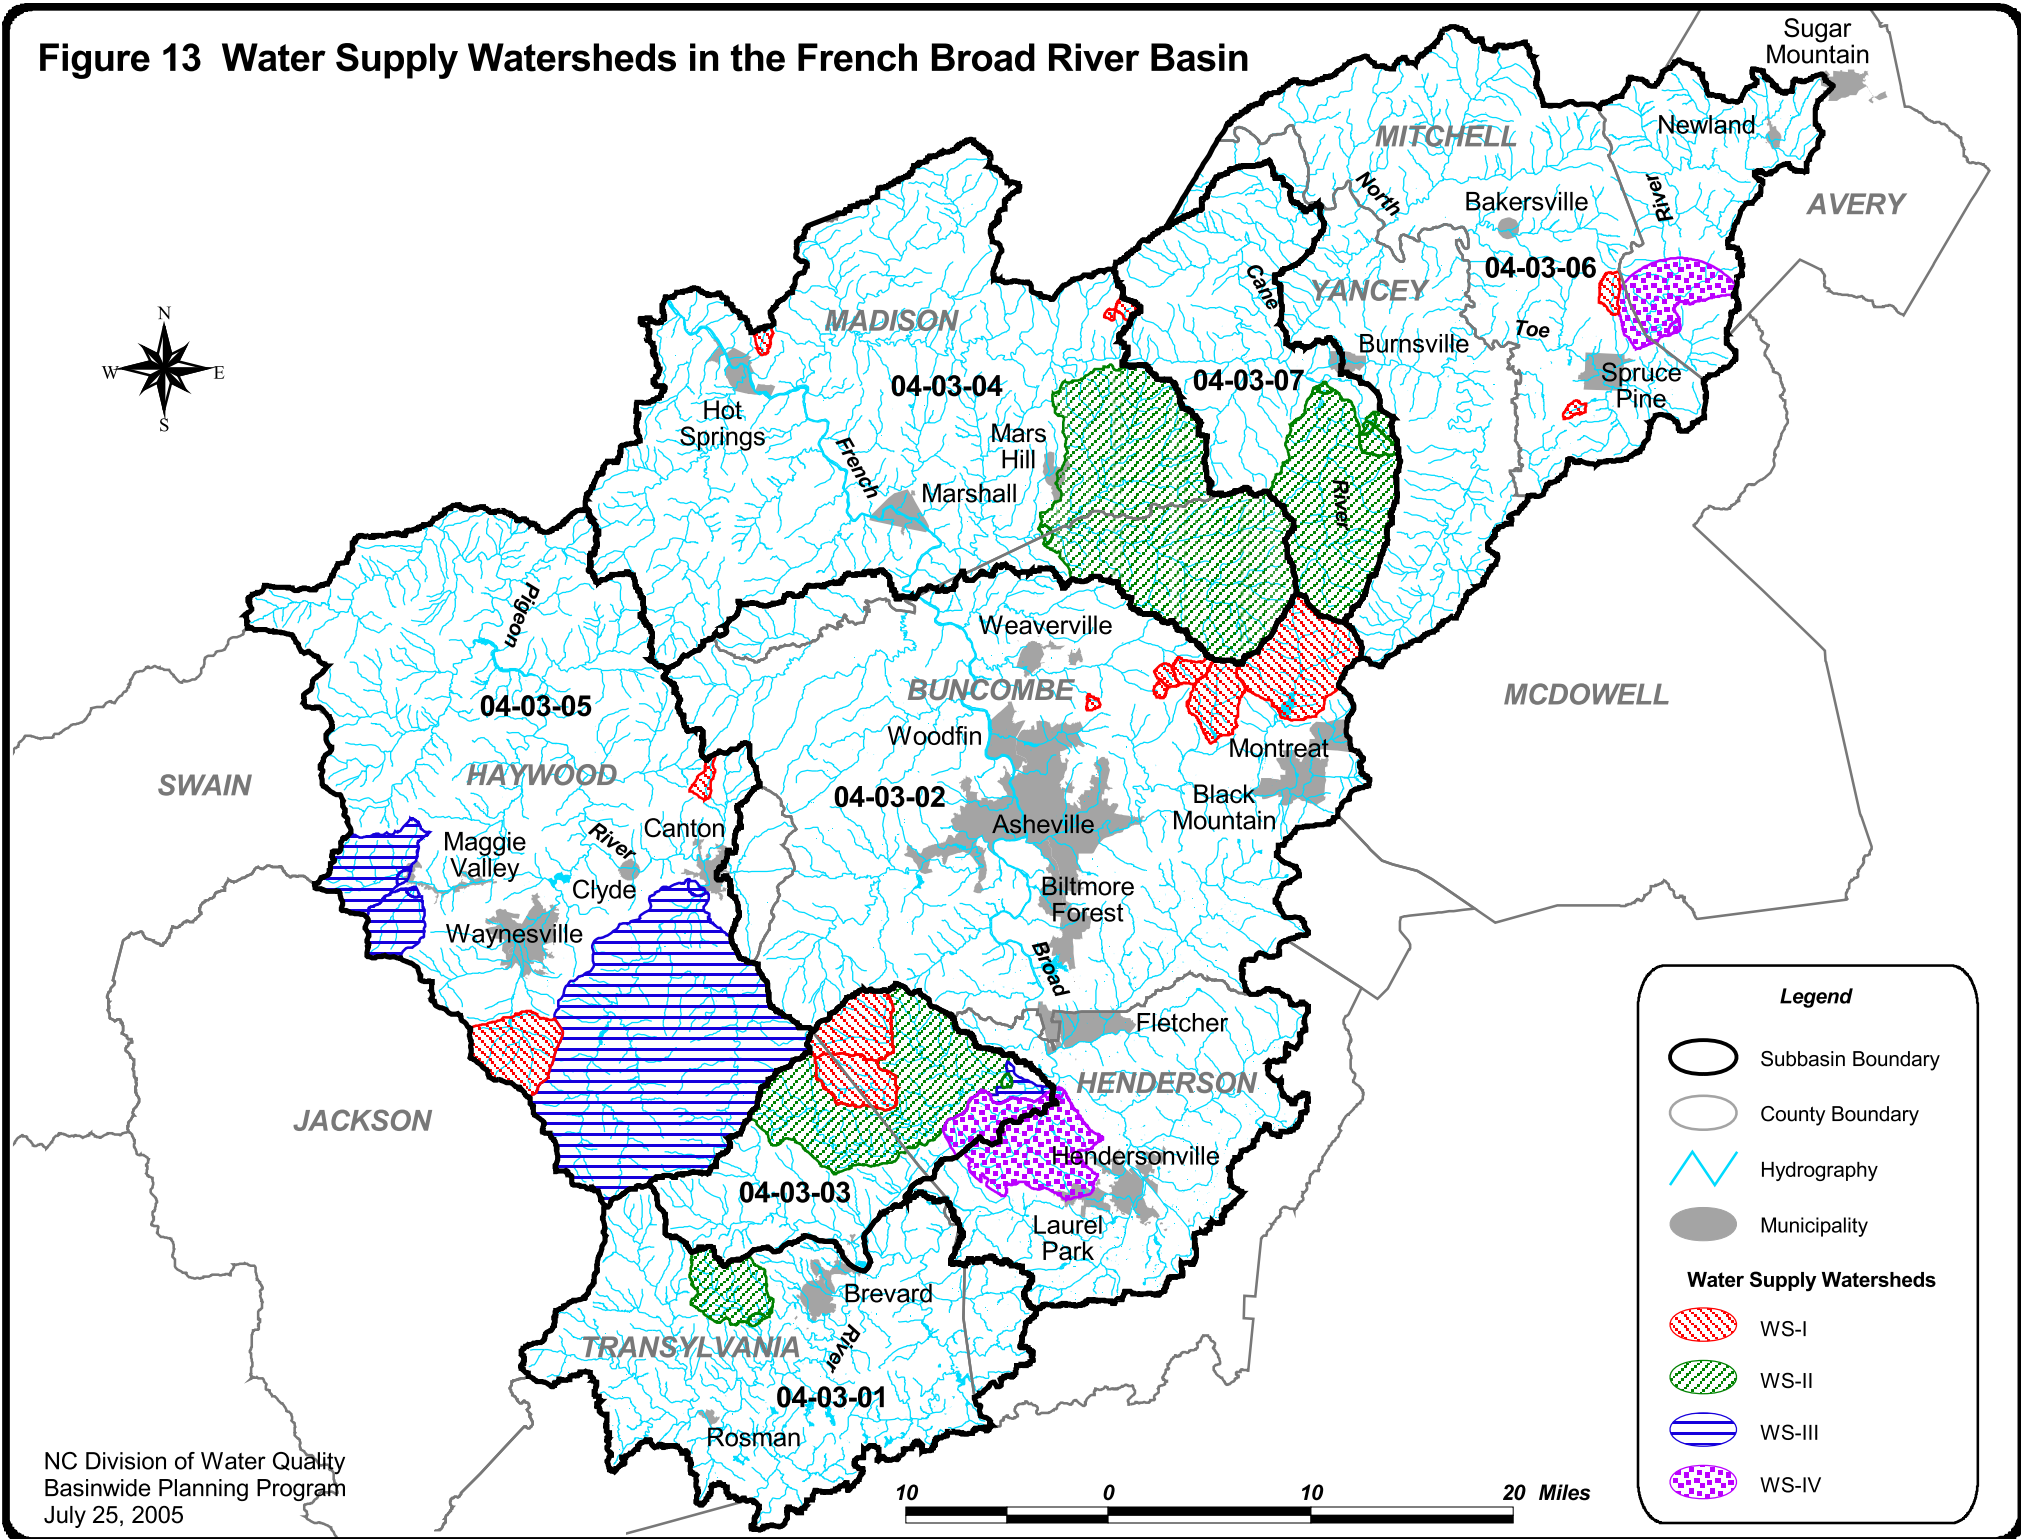 Figure 13 Water Supply Watersheds in the French Broad River Basin
Sugar
Mountain
Newland
MITCHELL
North
River
Bakersville
AVERY
04-03-06
Cane
YANCEY
N
W
E
S
MADISON
Toe
Burnsville
04-03-04
04-03-07
Spruce
Pine
Hot
Springs
Mars
Hill
French
Marshall
River
Pigeon
Weaverville
04-03-05
BUNCOMBE
MCDOWELL
Woodfin
Montreat
SWAIN
HAYWOOD
04-03-02
Black
Mountain
Canton
River
Asheville
Maggie
Valley
Clyde
Biltmore
Forest
Waynesville
Broad
Fletcher
HENDERSON
JACKSON
Hendersonville
04-03-03
Laurel
Park
Brevard
TRANSYLVANIA
River
04-03-01
Rosman
Legend
Subbasin Boundary
County Boundary
Hydrography
Municipality
Water Supply Watersheds
WS-I
WS-II
WS-III
WS-IV
NC Division of Water Quality
Basinwide Planning Program
July 25, 2005
10 0 10 20 Miles